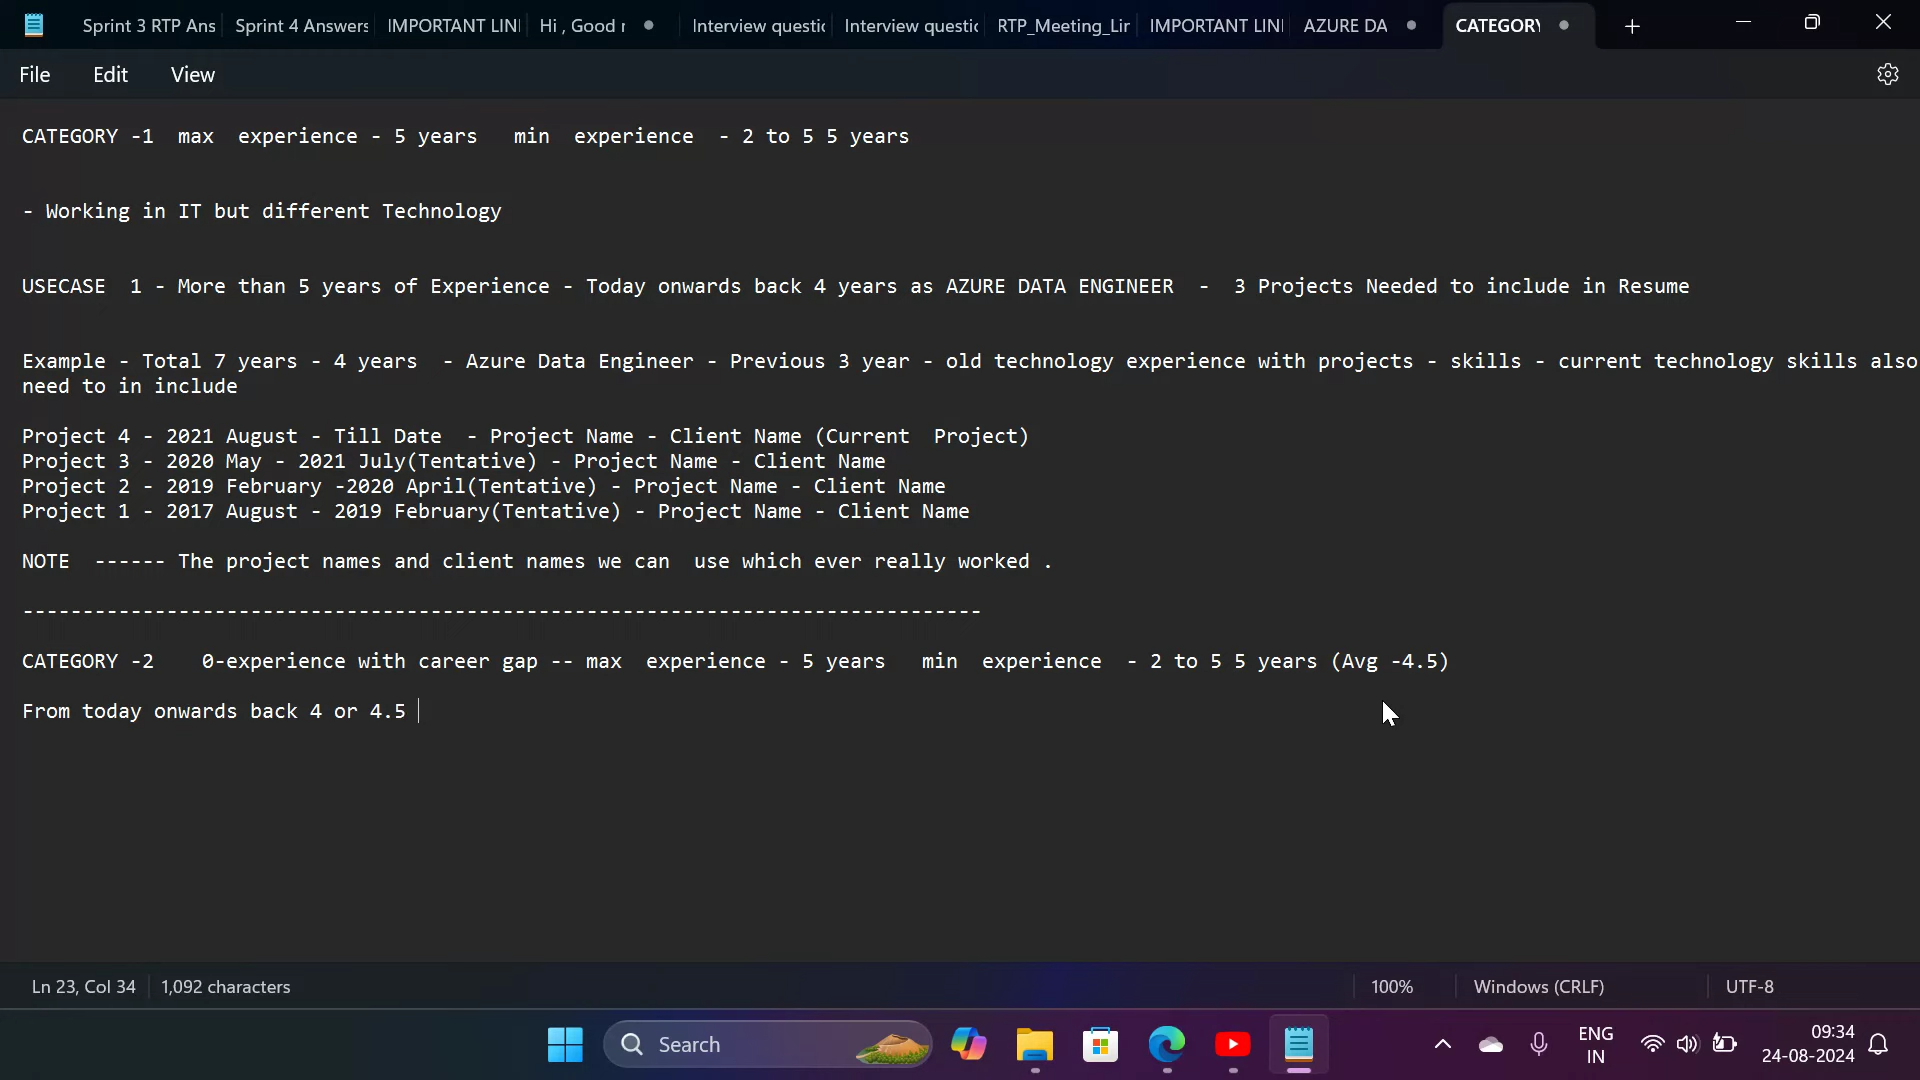 Sprint 3 RTP Ans Sprint 4 Answers IMPORTANT LINI Hi , Good r Interview questic Interview questic RTP_Meeting_Lir IMPORTANT LINI AZURE DA CATEGORY
File Edit View
CATEGORY -1  max  experience - 5 years   min  experience  - 2 to 5 5 years
- Working in IT but different Technology
USECASE  1 - More than 5 years of Experience - Today onwards back 4 years as AZURE DATA ENGINEER  -  3 Projects Needed to include in Resume
Example - Total 7 years - 4 years  - Azure Data Engineer - Previous 3 year - old technology experience with projects - skills - current technology skills also
need to in include
Project 4 - 2021 August - Till Date  - Project Name - Client Name (Current  Project)
Project 3 - 2020 May - 2021 July(Tentative) - Project Name - Client Name
Project 2 - 2019 February -2020 April(Tentative) - Project Name - Client Name
Project 1 - 2017 August - 2019 February(Tentative) - Project Name - Client Name
NOTE  ------ The project names and client names we can  use which ever really worked .
--------------------------------------------------------------------------------
CATEGORY -2    0-experience with career gap -- max  experience - 5 years   min  experience  - 2 to 5 5 years (Avg -4.5)
From today onwards back 4 or 4.5
Ln 23, Col 34 1,092 characters 100% Windows (CRLF) UTF-8
Search
ENG
IN
09:34
24-08-2024